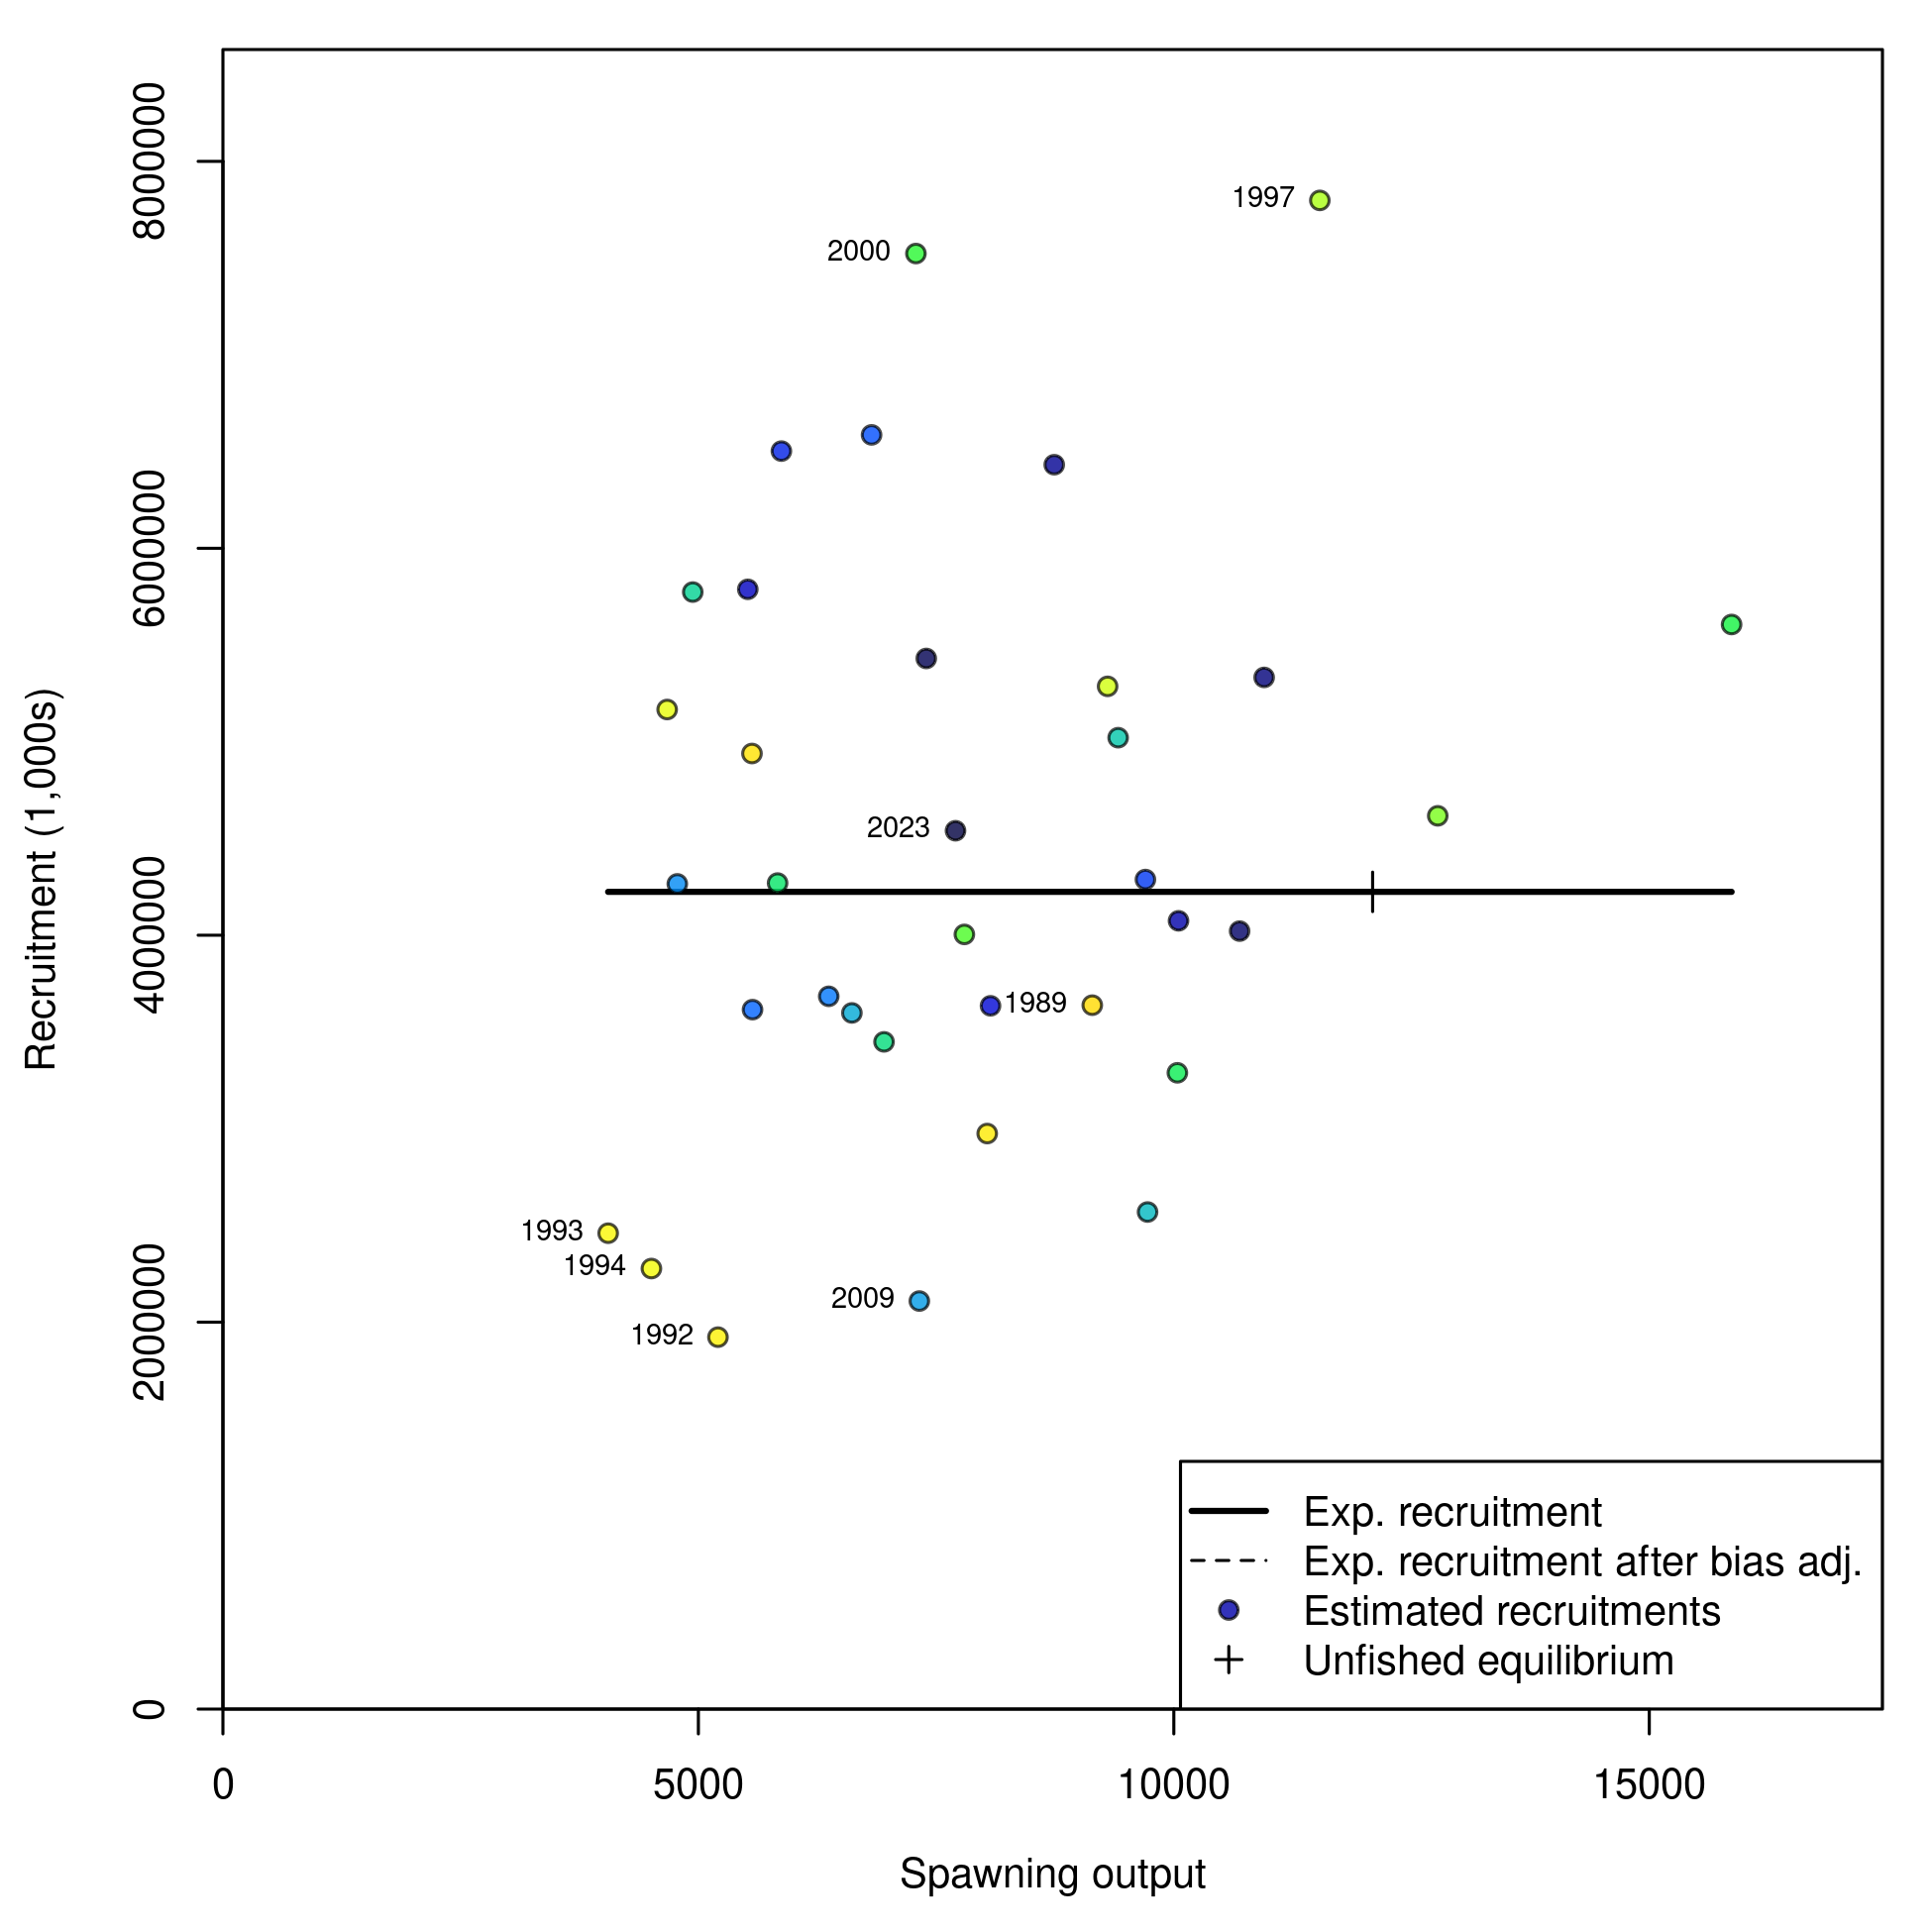 8000000
6000000
4000000
2000000
0
Recruitment (1,000s)
1997
2000
2023
1989
1993
1994
2009
1992
Exp. recruitment
Exp. recruitment after bias adj.
Estimated recruitments
Unfished equilibrium
0 5000 10000 15000
Spawning output